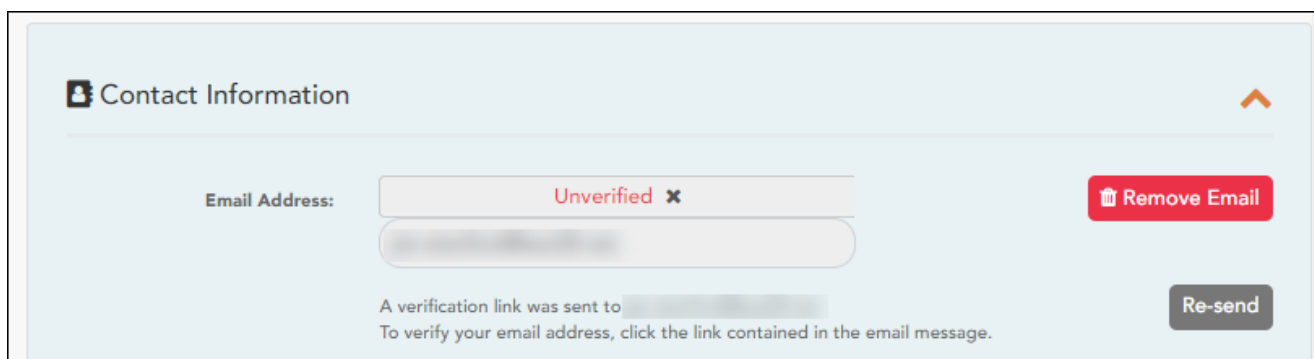 Contact Information
Email Address:
Unverified ✖
Remove Email
A verification link was sent to
To verify your email address, click the link contained in the email message.
Re-send